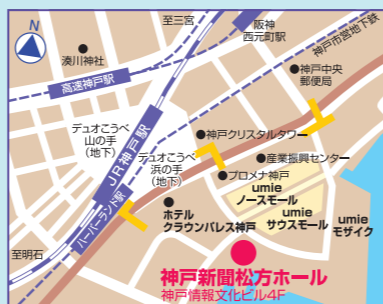 至三宮
阪神
西元町駅
神戸市営地下鉄
湊川神社
神戸中央
郵便局
高速神戸駅
デュオこうべ
山の手
(地下)
JR神戸駅
神戸クリスタルタワー
デュオこうべ
浜の手
(地下)
産業振興センター
プロメナ神戸
umie
ノースモール
ハーバーランド駅
ホテル
クラウンパレス神戸
umie
サウスモール
umie
モザイク
至明石
神戸新聞松方ホール
神戸情報文化ビル4F